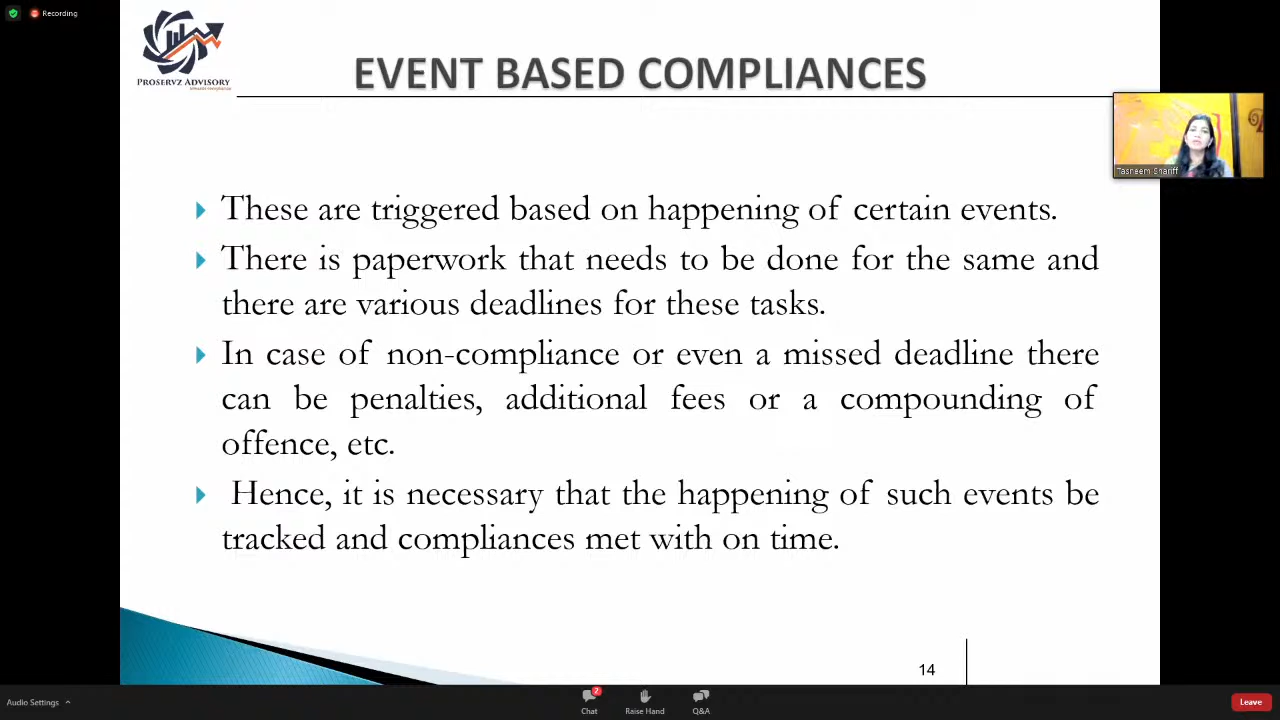 Recording
PROSERVZ ADVISORY
EVENT BASED COMPLIANCES
Tasneem Shariff
These are triggered based on happening of certain events.
There is paperwork that needs to be done for the same and
there are various deadlines for these tasks.
In case of non-compliance or even a missed deadline there
can be penalties, additional fees or a compounding of
offence, etc.
Hence, it is necessary that the happening of such events be
tracked and compliances met with on time.
14
Audio Settings
2
Chat
Raise Hand
Q&A
Leave